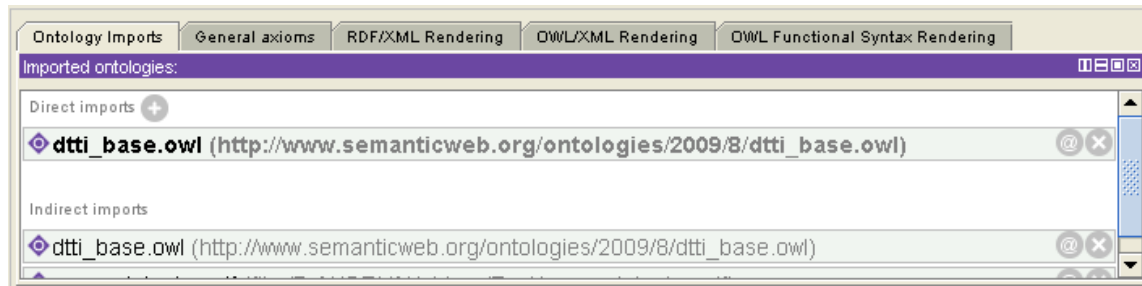 Ontology Imports General axioms RDF/XML Rendering OWL/XML Rendering OWL Functional Syntax Rendering
Imported ontologies:
Direct imports
dtti_base.owl (http://www.semanticweb.org/ontologies/2009/8/dtti_base.owl)
Indirect imports
dtti_base.owl (http://www.semanticweb.org/ontologies/2009/8/dtti_base.owl)